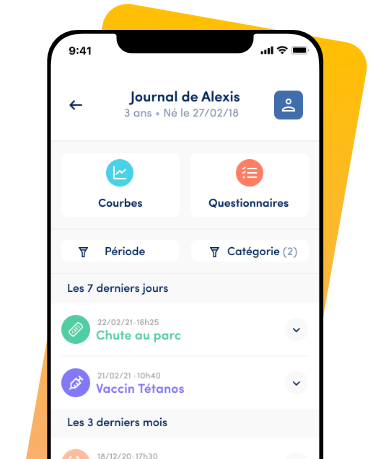 9:41
Journal de Alexis
3 ans • Né le 27/02/18
Courbes
Questionnaires
Période
Catégorie (2)
Les 7 derniers jours
22/02/21 -16h25
Chute au parc
21/02/21 -10h40
Vaccin Tétanos
Les 3 derniers mois
18/12/20-17h30